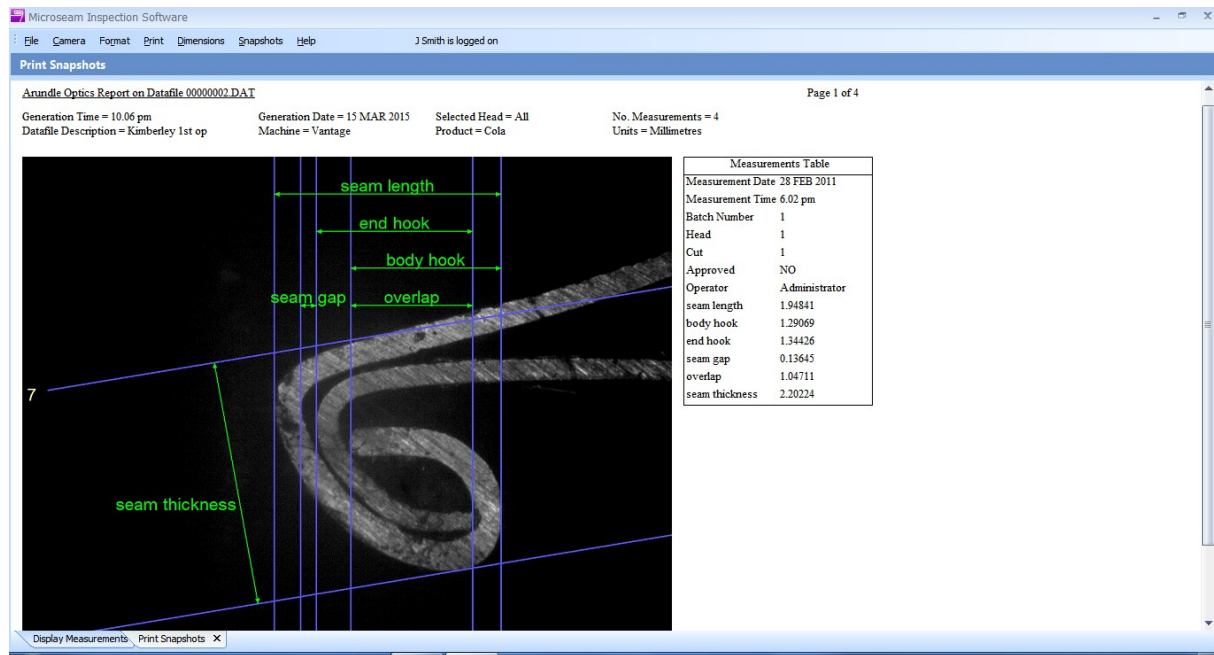 Microseam Inspection Software
File Camera Format Print Dimensions Snapshots Help J Smith is logged on
Print Snapshots
Arundle Optics Report on Datafile 00000002.DAT Page 1 of 4
Generation Time = 10.06 pm Generation Date = 15 MAR 2015 Selected Head = All No. Measurements = 4
Datafile Description = Kimberley 1st op Machine = Vantage Product = Cola Units = Millimetres
seam length
end hook
body hook
seam gap overlap
7
seam thickness
Measurements Table
Measurement Date 28 FEB 2011
Measurement Time 6.02 pm
Batch Number 1
Head 1
Cut 1
Approved NO
Operator Administrator
seam length 1.94841
body hook 1.29069
end hook 1.34426
seam gap 0.13645
overlap 1.04711
seam thickness 2.20224
Display Measurements Print Snapshots X